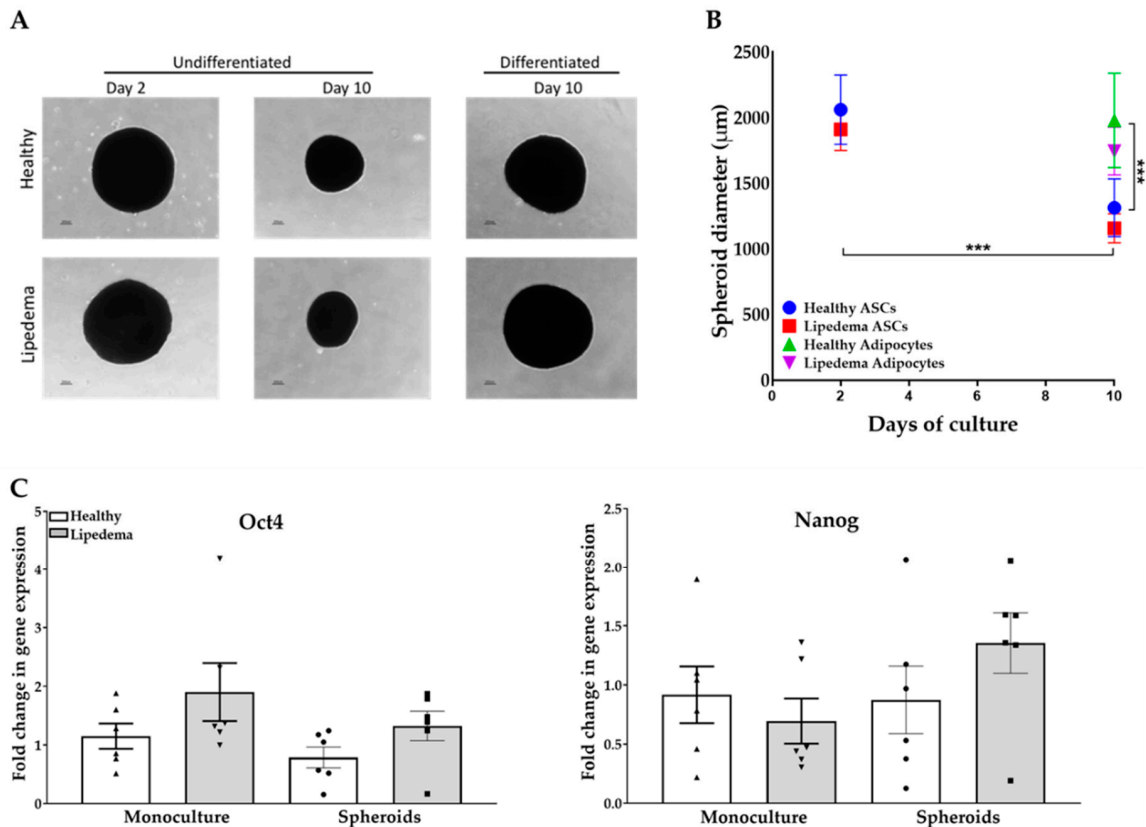 A
Undifferentiated
Differentiated
Day 2
Day 10
Day 10
Healthy
Lipedema
B
Spheroid diameter (μm)
2500
2000
1500
1000
500
0
0
2
4
6
8
10
Days of culture
***
***
Healthy ASCs
Lipedema ASCs
Healthy Adipocytes
Lipedema Adipocytes
C
Healthy
Lipedema
Oct4
Fold change in gene expression
5
4
3
2
1
0
Monoculture
Spheroids
Nanog
Fold change in gene expression
2.5
2.0
1.5
1.0
0.5
0.0
Monoculture
Spheroids